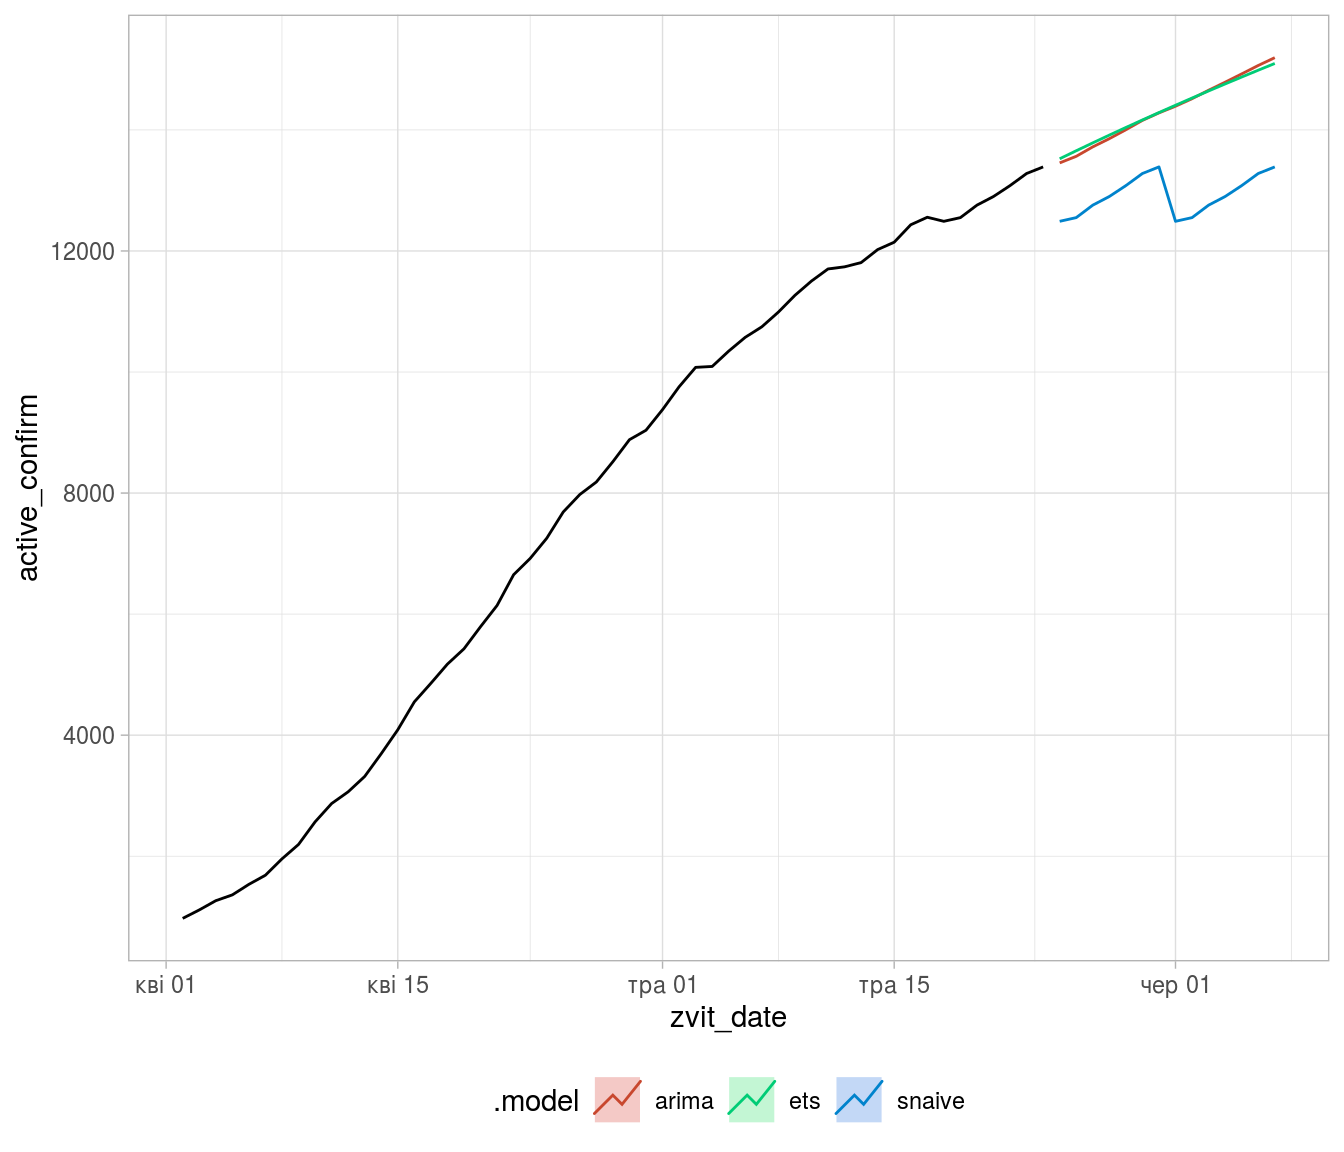 active_confirm
12000
8000
4000
кві 01 кві 15 тра 01 тра 15 чер 01
zvit_date
.model arima ets snaive